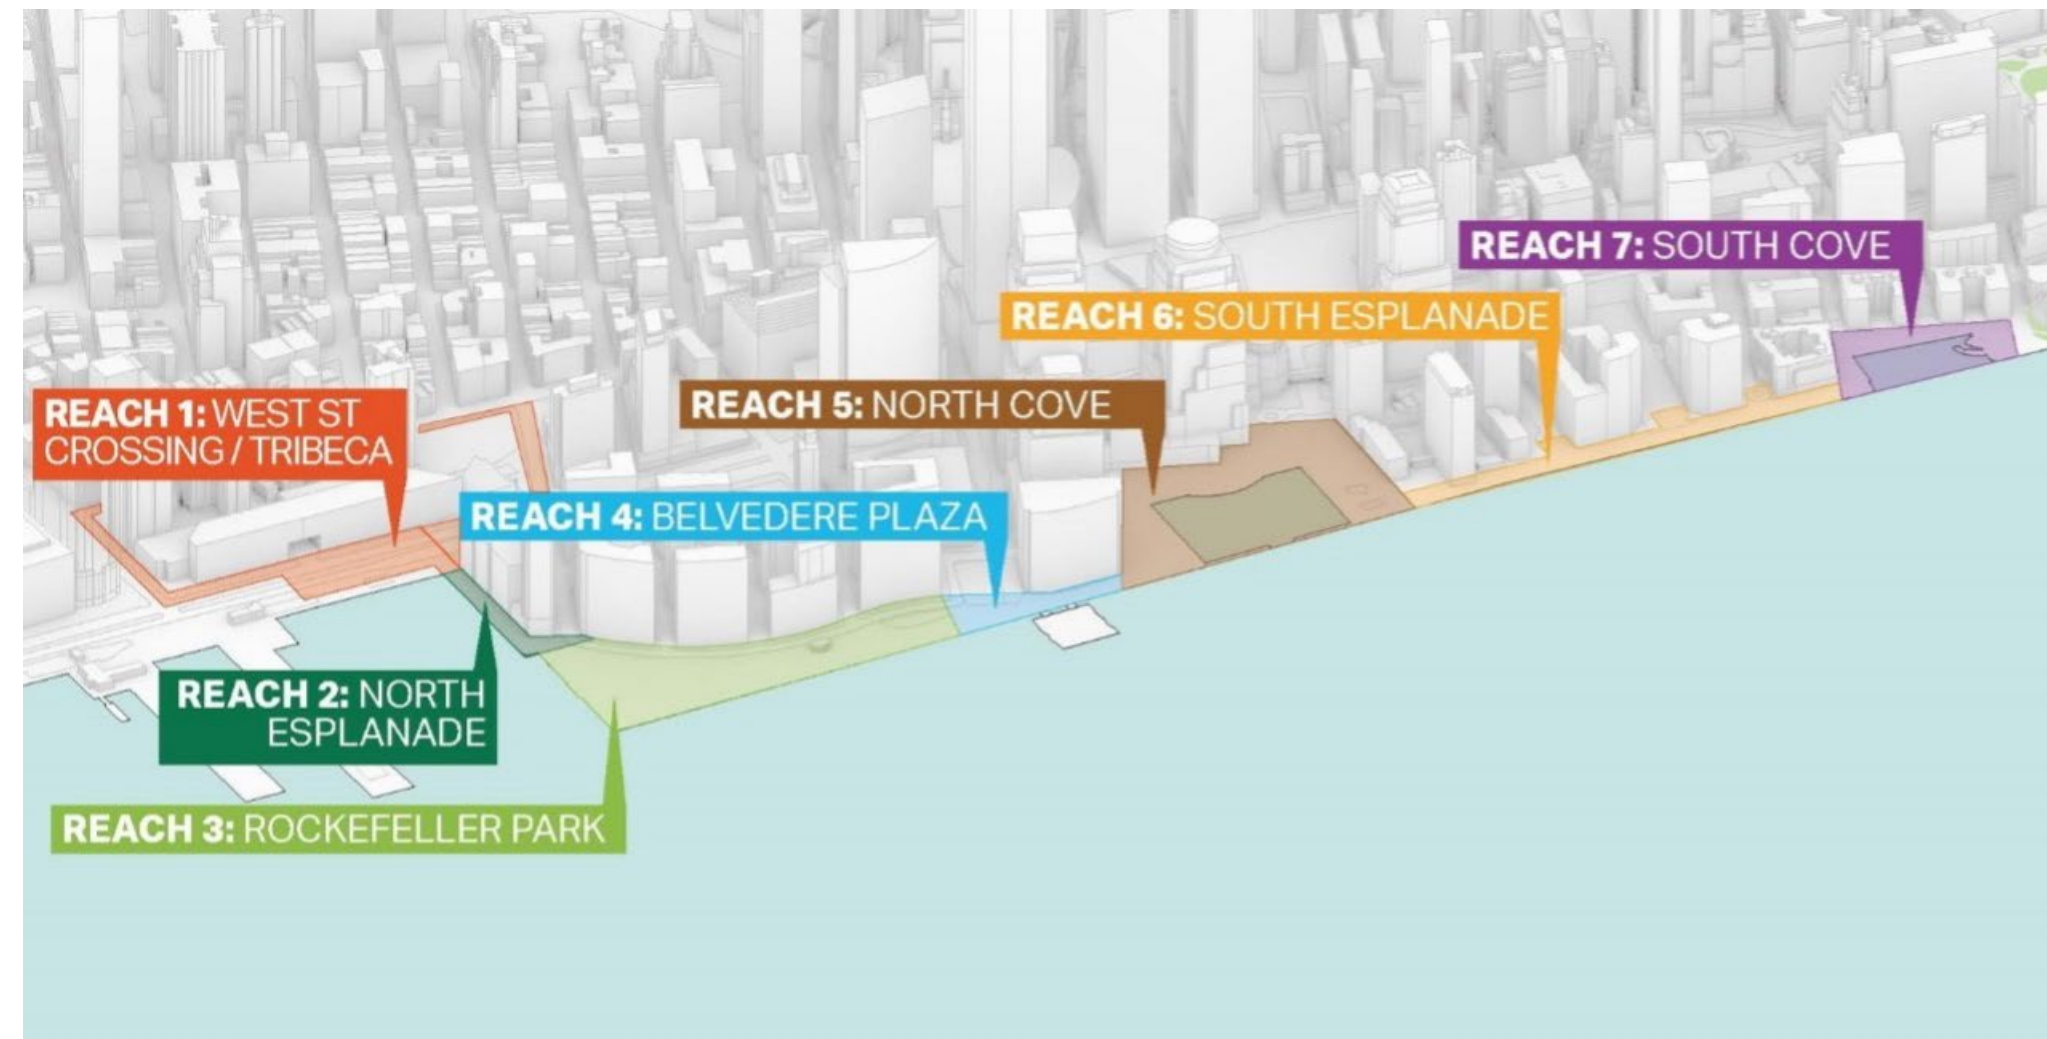 REACH 7: SOUTH COVE
REACH 6: SOUTH ESPLANADE
REACH 5: NORTH COVE
REACH 1: WEST ST
CROSSING / TRIBECA
REACH 4: BELVEDERE PLAZA
REACH 2: NORTH
ESPLANADE
REACH 3: ROCKEFELLER PARK